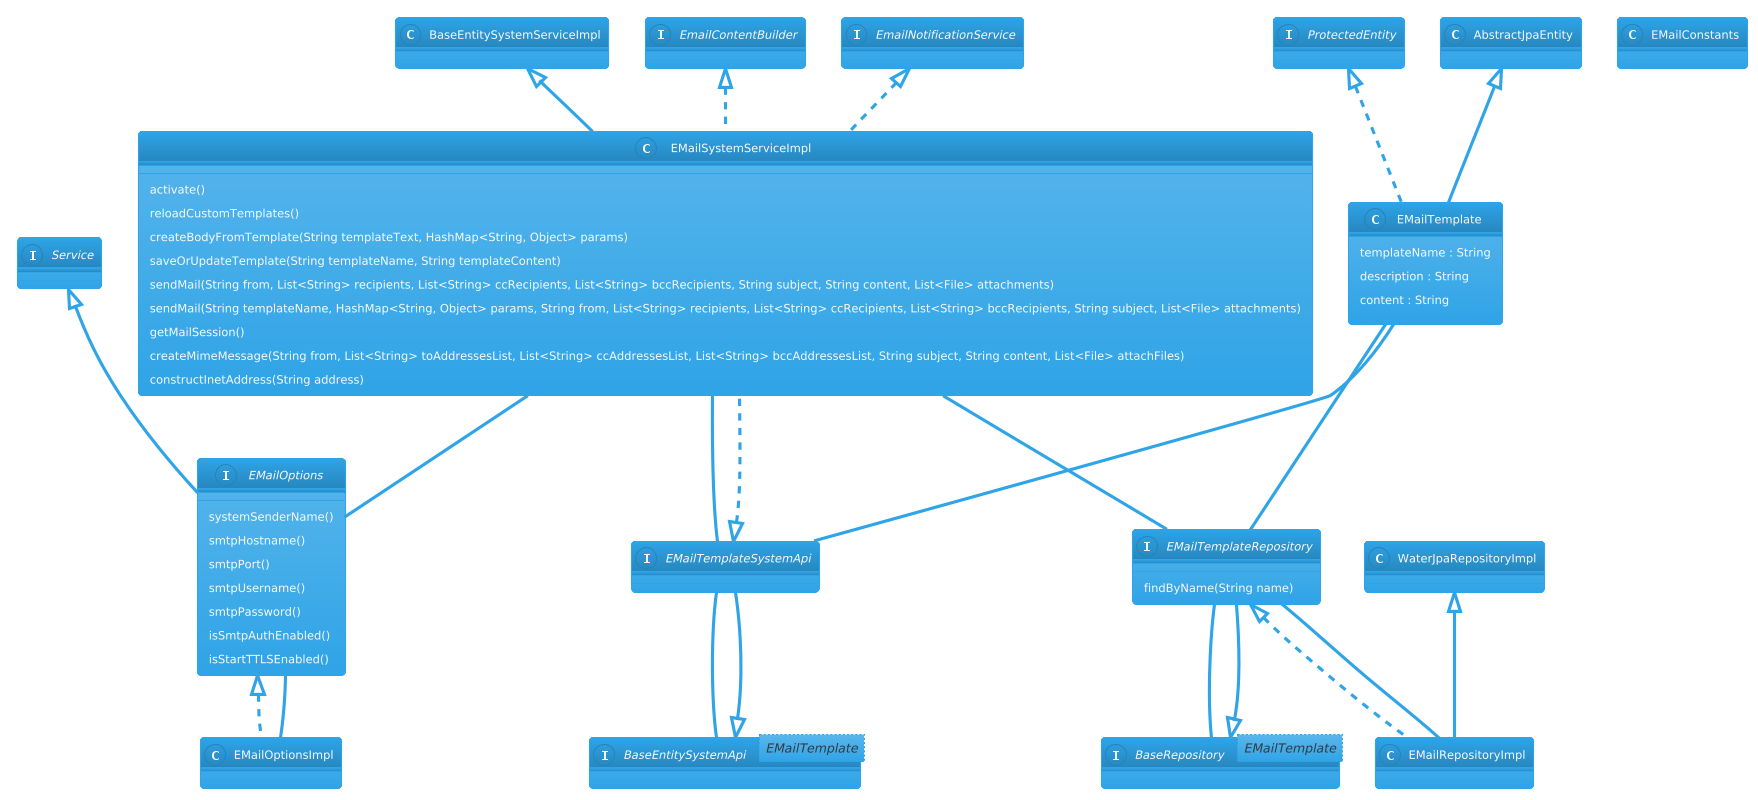 C BaseEntitySystemServiceImpl
I EmailContentBuilder
I EmailNotificationService
I ProtectedEntity
C AbstractJpaEntity
C EMailConstants
C EMailSystemServiceImpl
activate()
reloadCustomTemplates()
createBodyFromTemplate(String templateText, HashMap<String, Object> params)
saveOrUpdateTemplate(String templateName, String templateContent)
sendMail(String from, List<String> recipients, List<String> ccRecipients, List<String> bccRecipients, String subject, String content, List<File> attachments)
sendMail(String templateName, HashMap<String, Object> params, String from, List<String> recipients, List<String> ccRecipients, List<String> bccRecipients, String subject, List<File> attachments)
getMailSession()
createMimeMessage(String from, List<String> toAddressesList, List<String> ccAddressesList, List<String> bccAddressesList, String subject, String content, List<File> attachFiles)
constructInetAddress(String address)
C EMailTemplate
templateName : String
description : String
content : String
I Service
I EMailOptions
systemSenderName()
smtpHostname()
smtpPort()
smtpUsername()
smtpPassword()
isSmtpAuthEnabled()
isStartTTLSEnabled()
I EMailTemplateSystemApi
I EMailTemplateRepository
findByName(String name)
C WaterJpaRepositoryImpl
C EMailOptionsImpl
I BaseEntitySystemApi
EMailTemplate
I BaseRepository
EMailTemplate
C EMailRepositoryImpl